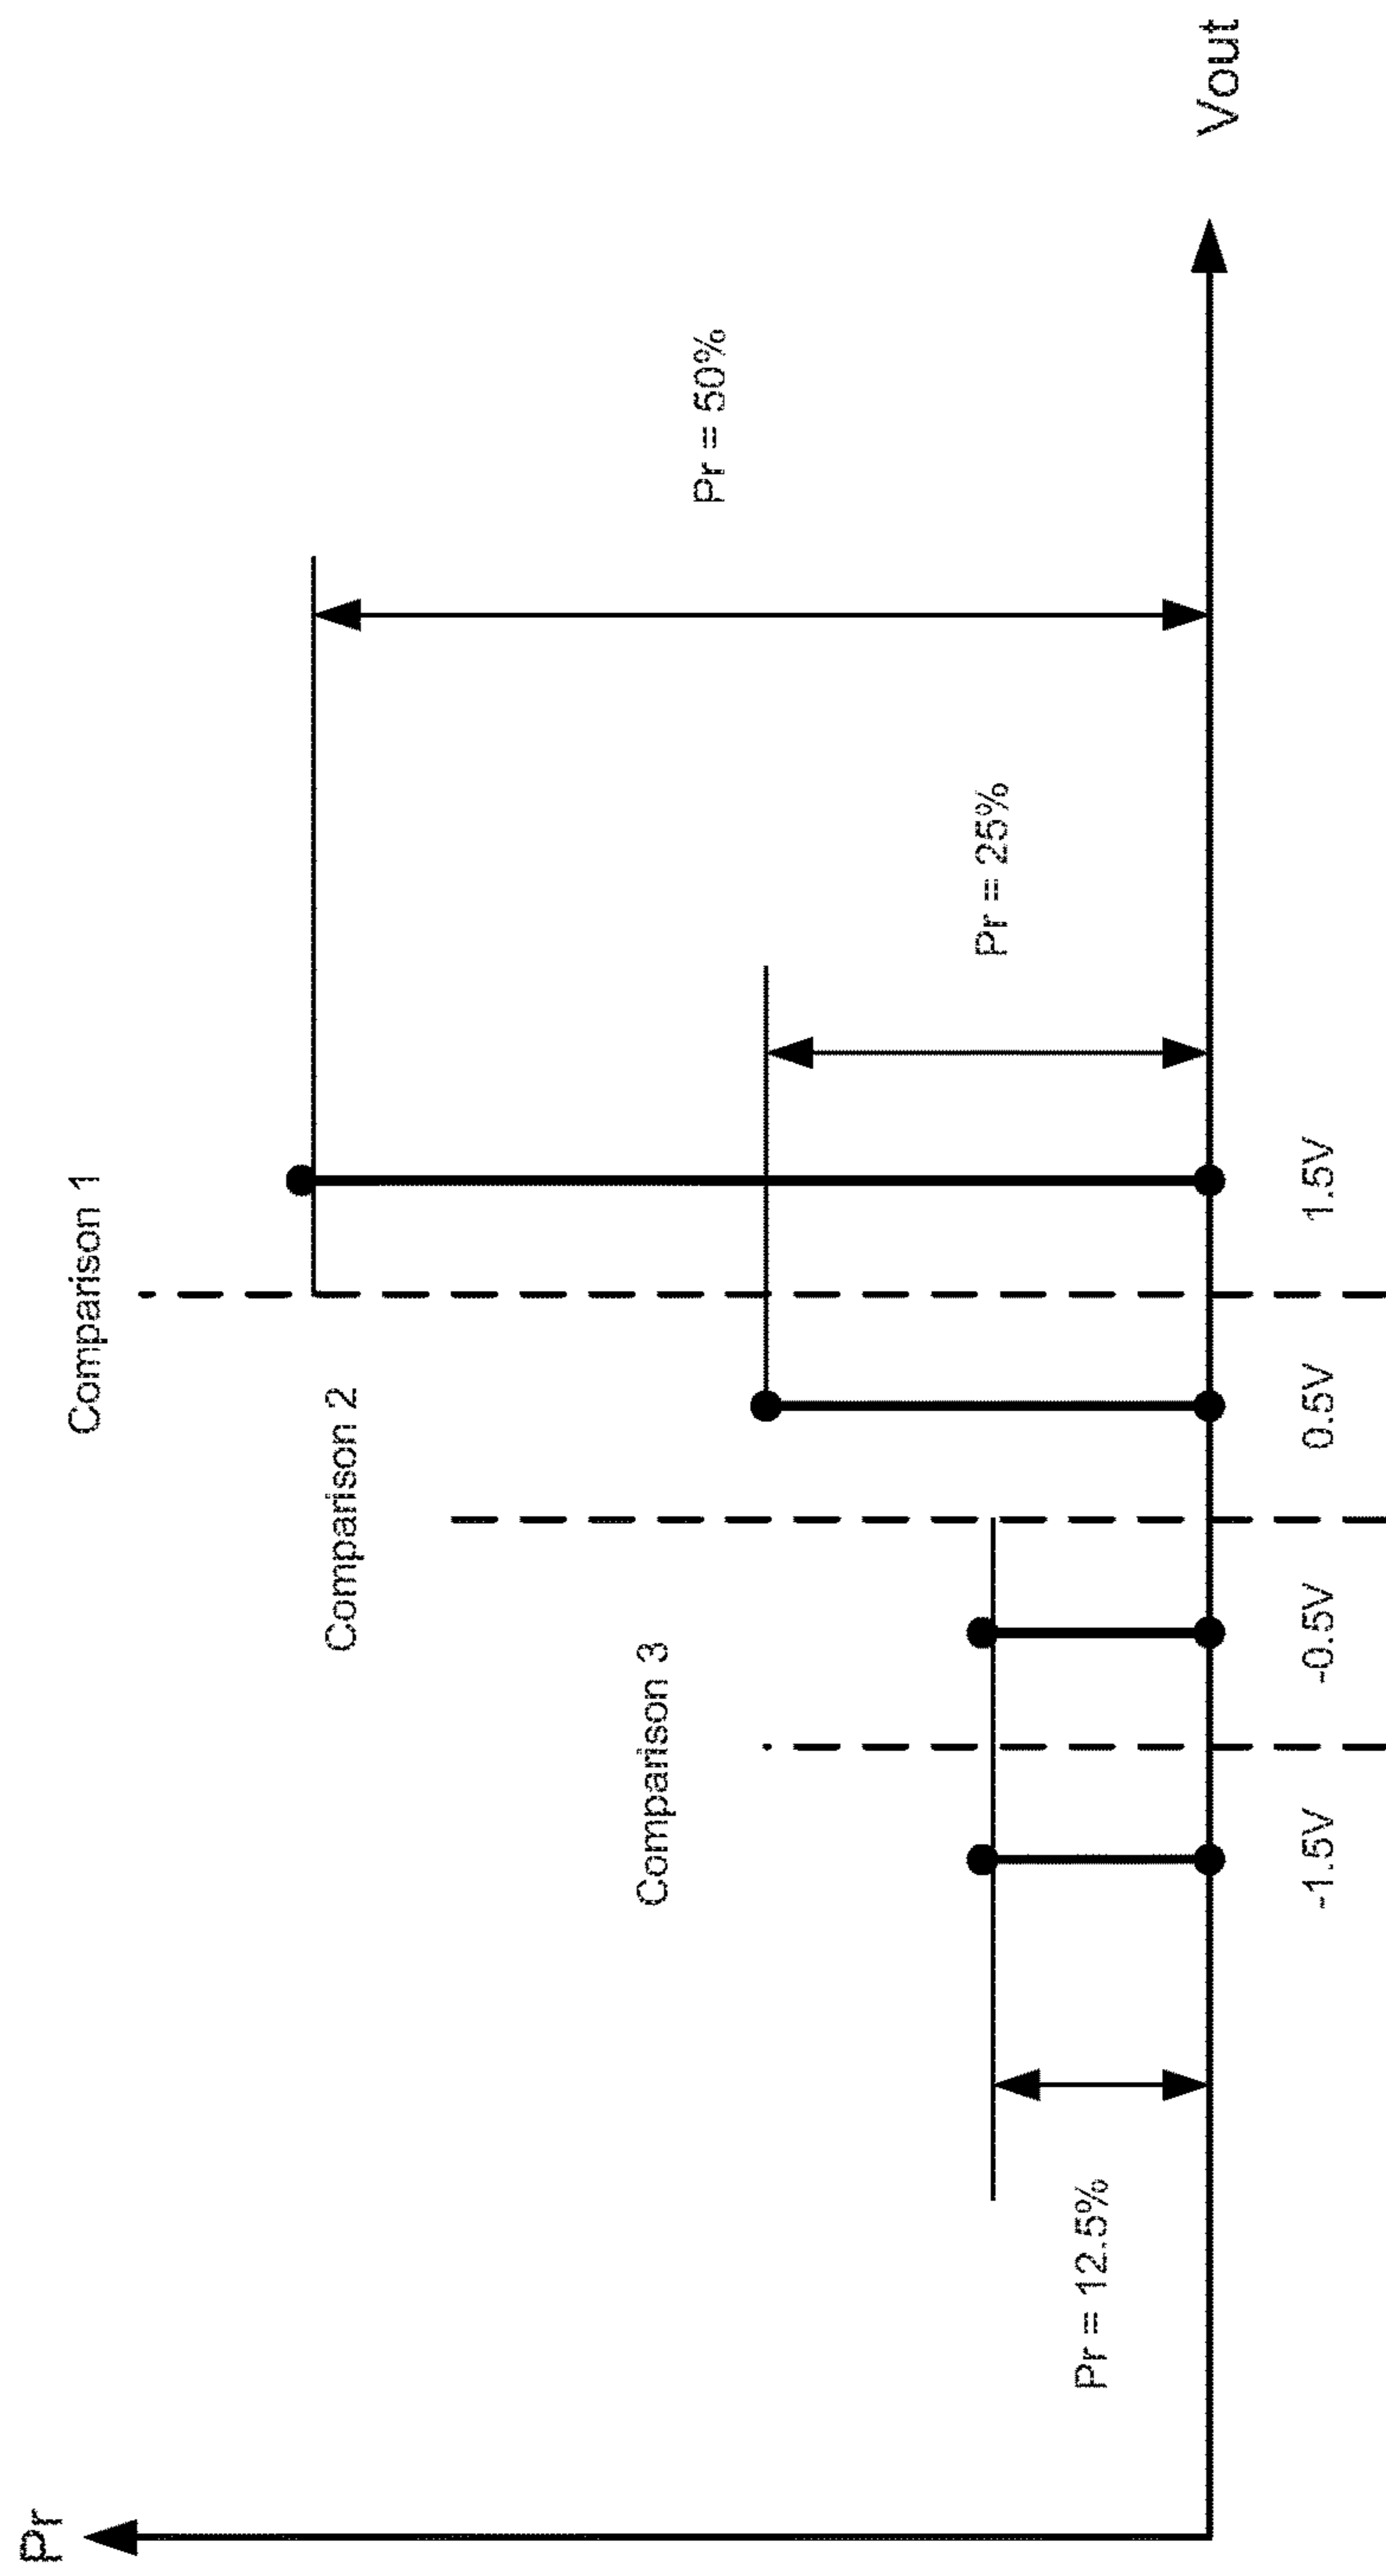 Pr
Comparison 1
Comparison 2
Comparison 3
Pr = 50%
Pr = 25%
Pr = 12.5%
-1.5V
-0.5V
0.5V
1.5V
Vout